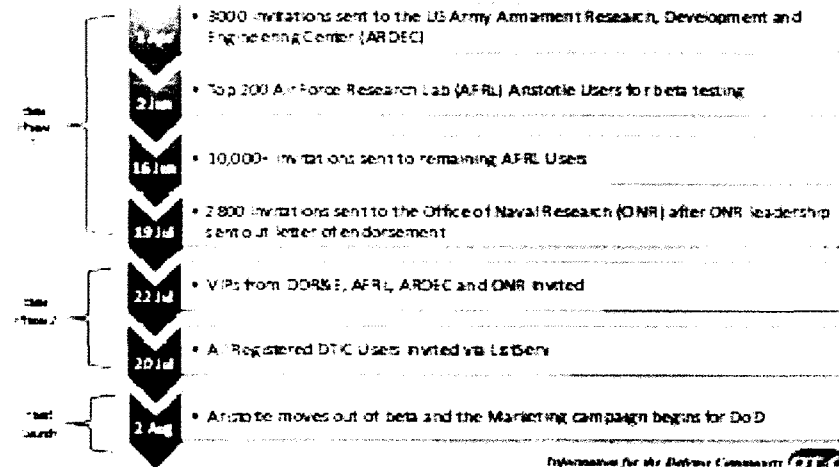 • 3000 invitations sent to the US Army Armament Research, Development and
Engineering Center (ARDEC)
2 Jun
• Top 200 Air Force Research Lab (AFRL) Aristotle Users for beta testing
16 Jun
• 10,000+ invitations sent to remaining AFRL Users
19 Jul
• 2800 invitations sent to the Office of Naval Research (ONR) after ONR leadership
sent out letter of endorsement
22 Jul
• VIPs from DDR&E, AFRL, ARDEC and ONR invited
20 Jul
• All Registered DTIC Users invited via ListServ
Launch
2 Aug
• Aristotle moves out of beta and the Marketing campaign begins for DoD
Information for the Defense Community